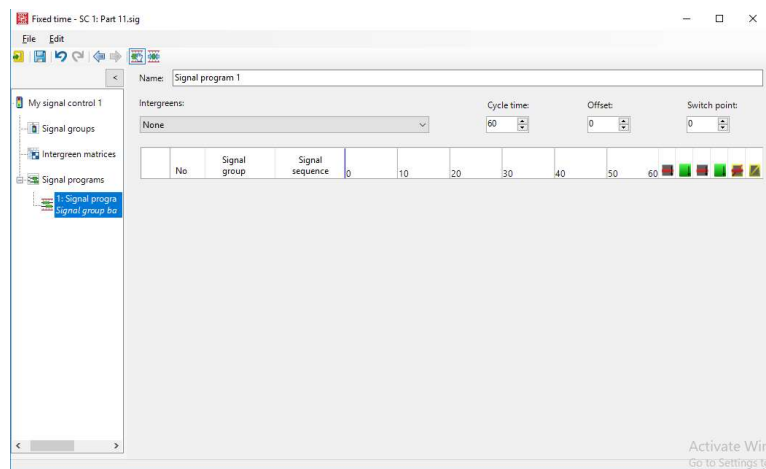 Fixed time - SC 1: Part 11.sig
File Edit
<
Name: Signal program 1
My signal control 1
Signal groups
Intergreen matrices
Signal programs
1: Signal progra
Signal group ba
Intergreens: Cycle time: Offset: Switch point:
None 60 0 0
No Signal group Signal sequence 0 10 20 30 40 50 60
Activate Wi
Go to Settings t